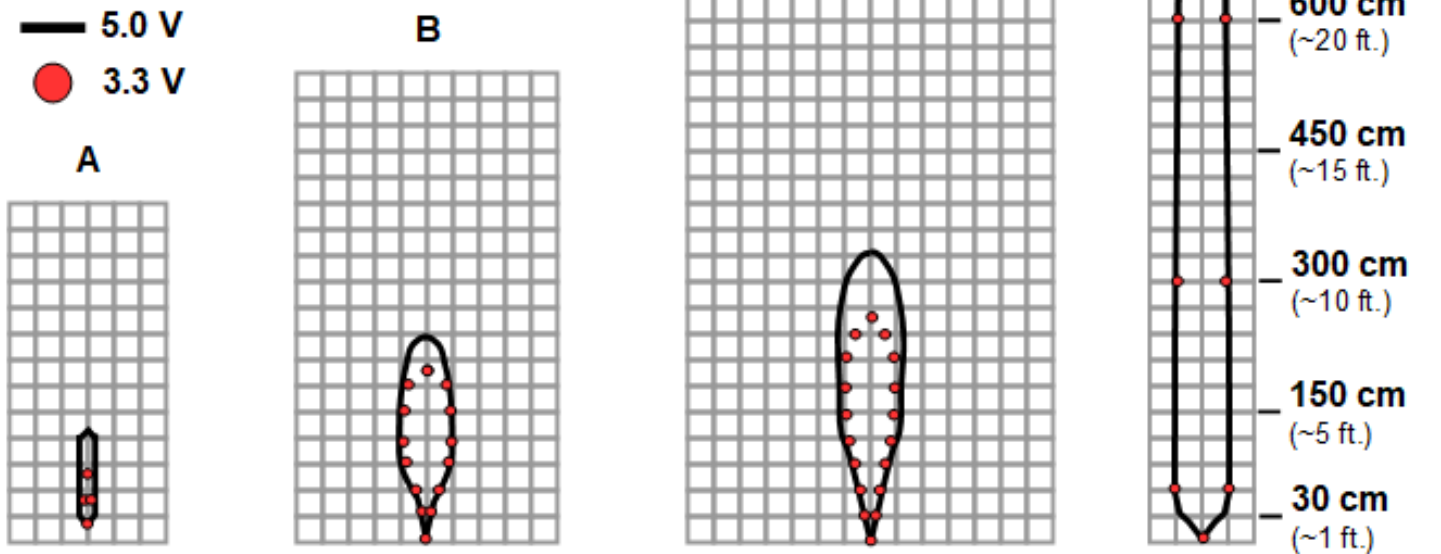 5.0 V
3.3 V
A
B
600 cm
(~20 ft.)
450 cm
(~15 ft.)
300 cm
(~10 ft.)
150 cm
(~5 ft.)
30 cm
(~1 ft.)